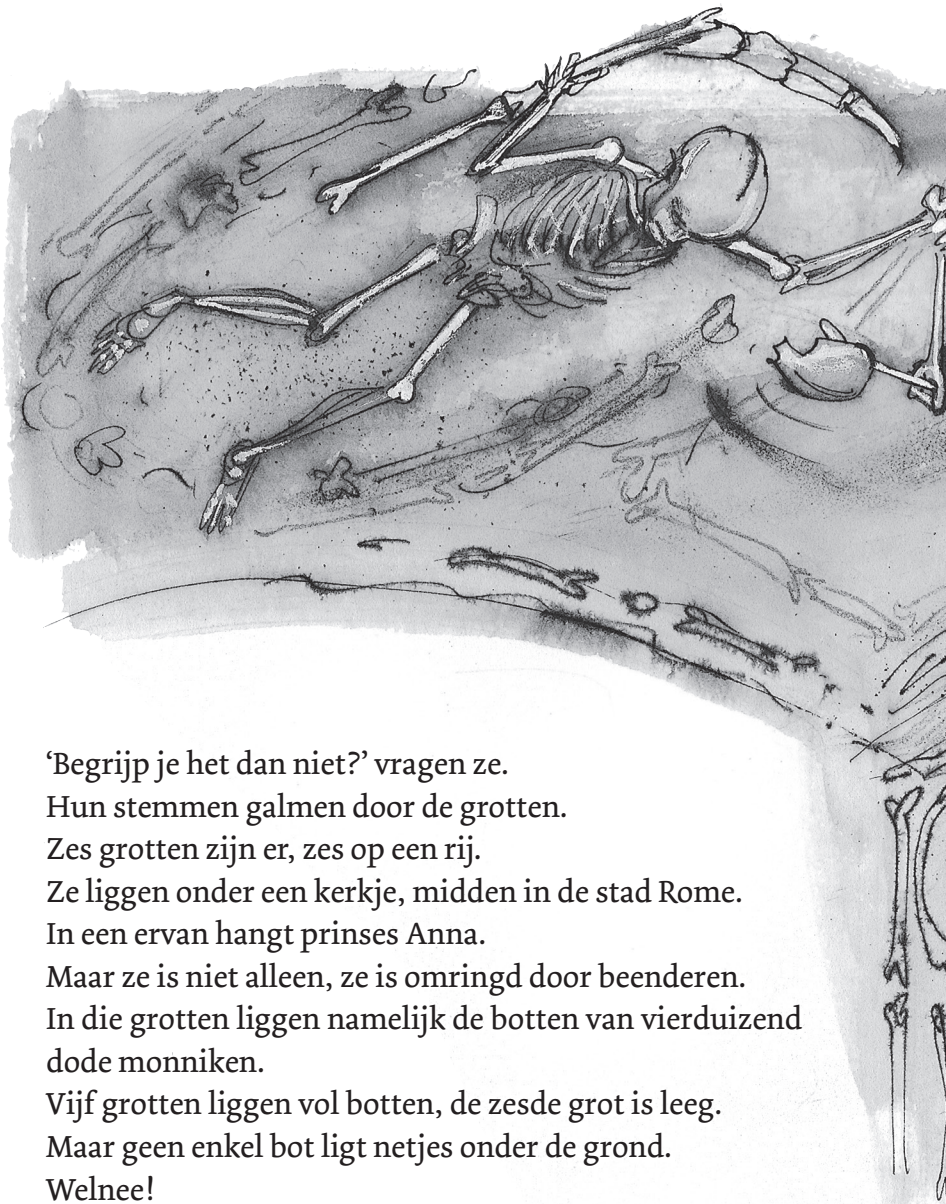 ‘Begrijp je het dan niet?’ vragen ze.
Hun stemmen galmen door de grotten.
Zes grotten zijn er, zes op een rij.
Ze liggen onder een kerkje, midden in de stad Rome.
In een ervan hangt prinses Anna.
Maar ze is niet alleen, ze is omringd door beenderen.
In die grotten liggen namelijk de botten van vierduizend
dode monniken.
Vijf grotten liggen vol botten, de zesde grot is leeg.
Maar geen enkel bot ligt netjes onder de grond.
Welnee!